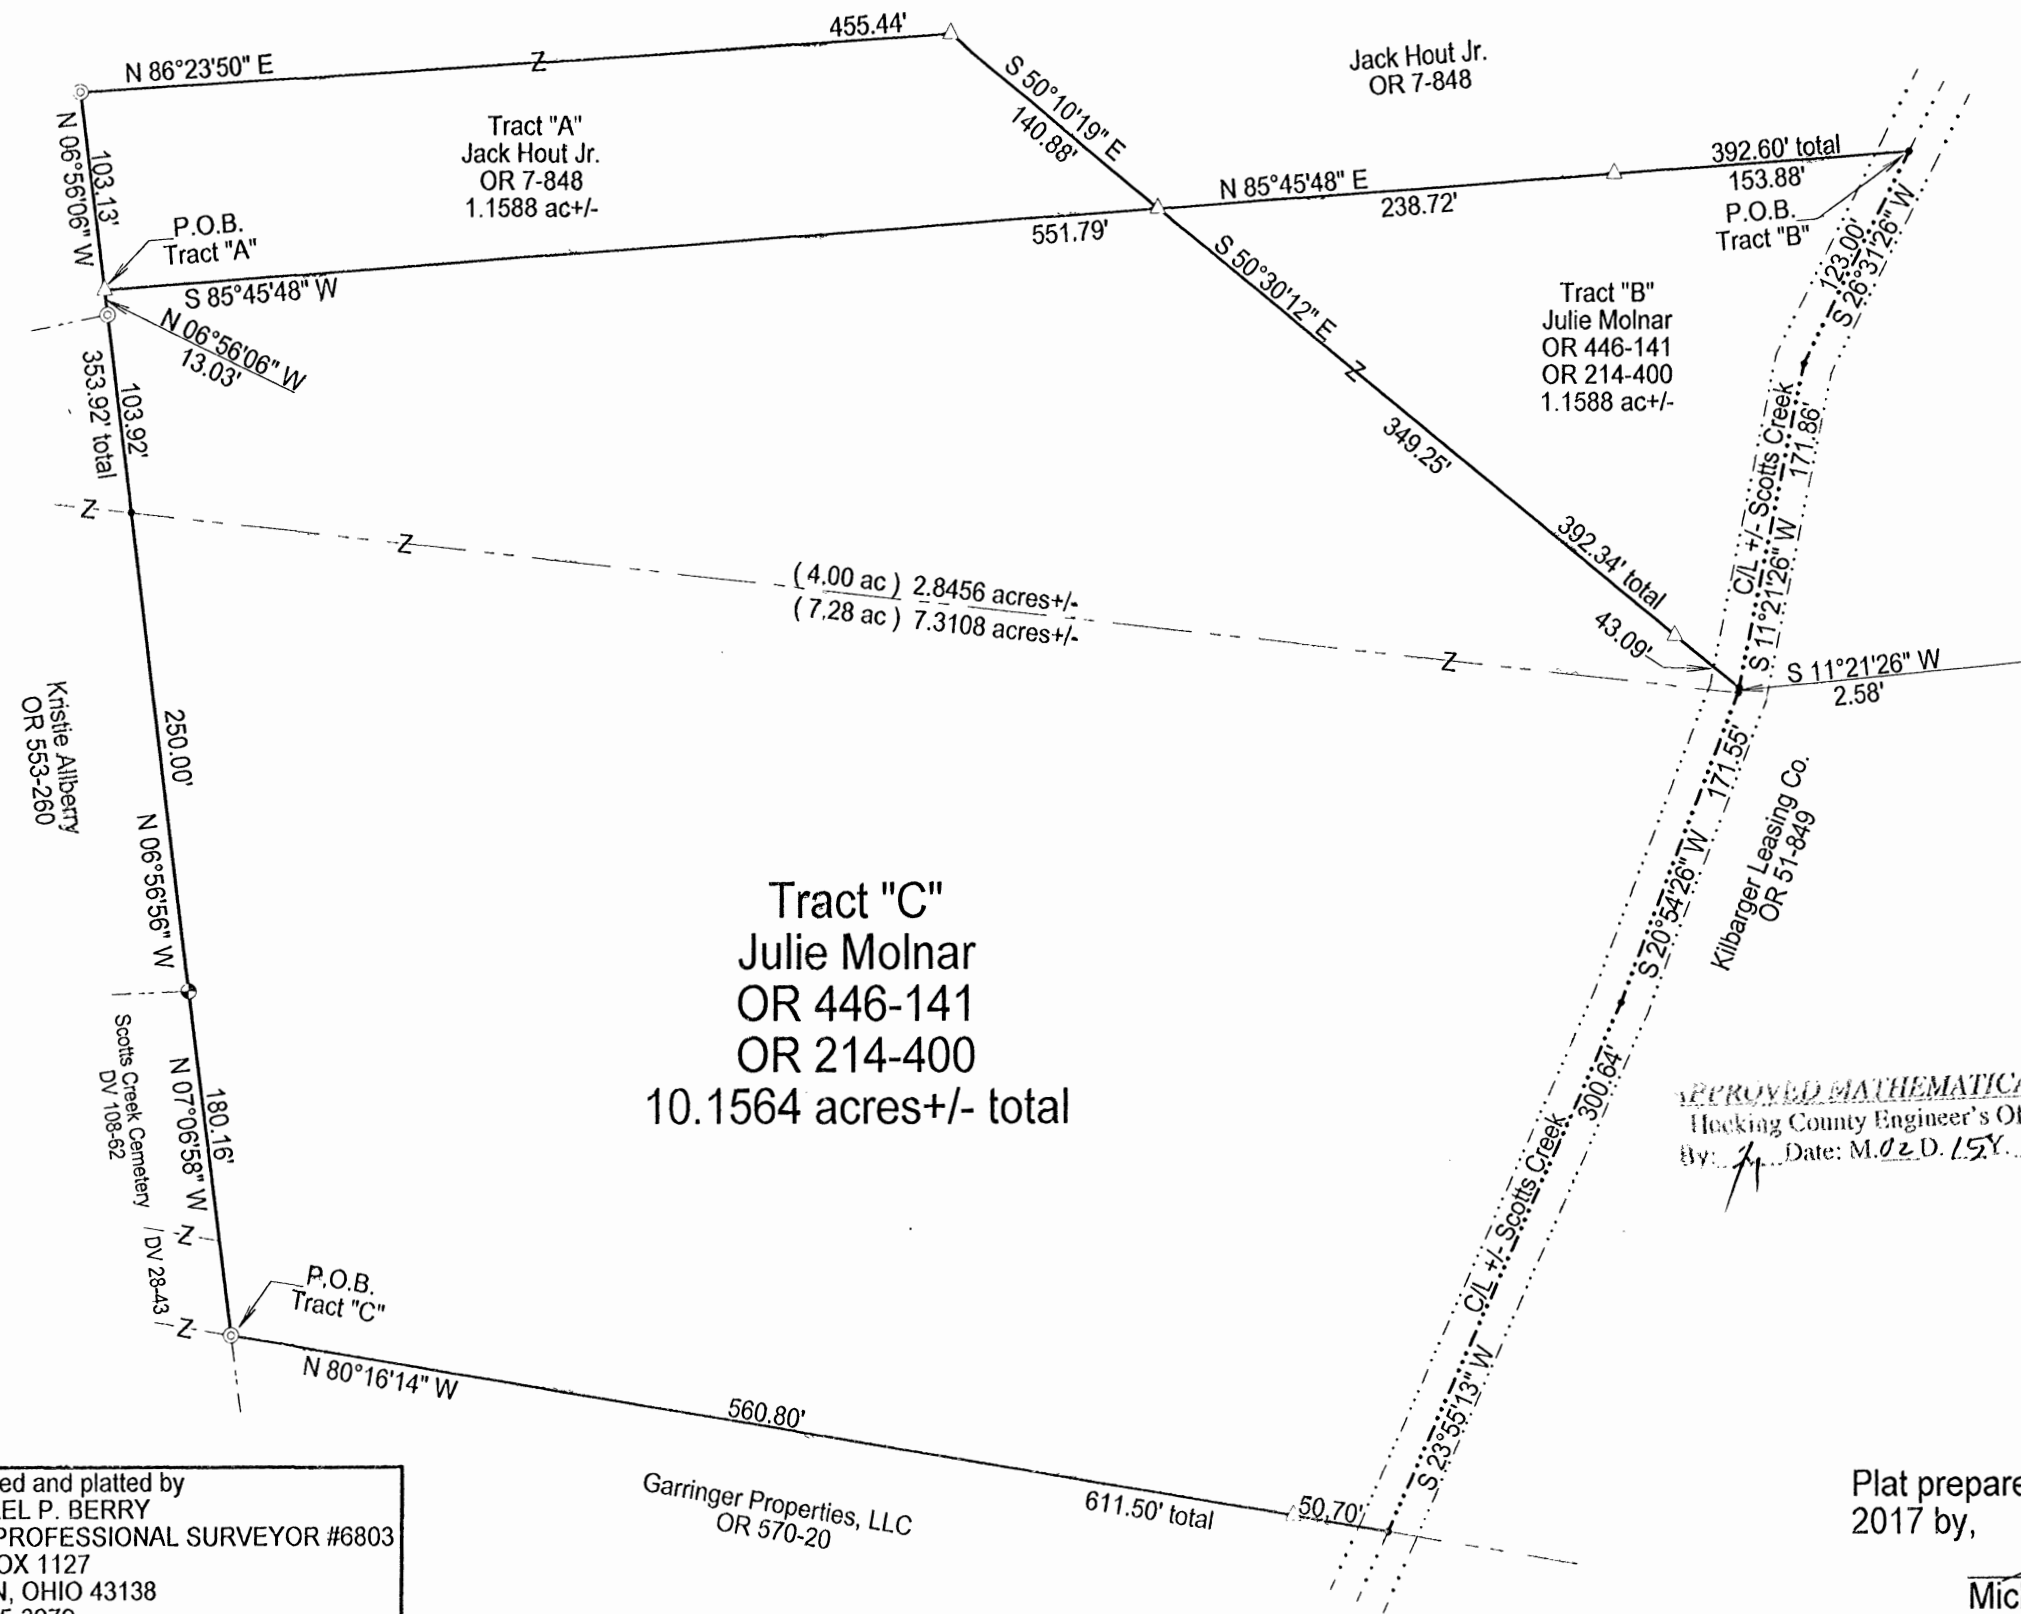 N 86°23'50" E
455.44'
Z
S 50°10'19" E
140.88'
Jack Hout Jr.
OR 7-848
N 06°56'06" W
103.13'
Tract "A"
Jack Hout Jr.
OR 7-848
1.1588 ac+/-
P.O.B.
Tract "A"
S 85°45'48" W
551.79'
N 85°45'48" E
238.72'
392.60' total
153.88'
P.O.B.
Tract "B"
123.00'
S 26°31'26" W
N 06°56'06" W
13.03'
353.92' total
103.92'
S 50°30'12" E
Z
349.25'
392.34' total
43.09'
Tract "B"
Julie Molnar
OR 446-141
OR 214-400
1.1588 ac+/-
C/L +/- Scotts Creek
171.86'
S 11°21'26" W
S 11°21'26" W
2.58'
Z
Z
( 4.00 ac ) 2.8456 acres+/-
( 7.28 ac ) 7.3108 acres+/-
Z
Kristie Allberry
OR 553-260
250.00'
N 06°56'56" W
171.55'
S 20°54'26" W
Kilbarger Leasing Co.
OR 51-849
Tract "C"
Julie Molnar
OR 446-141
OR 214-400
10.1564 acres+/- total
Scotts Creek Cemetery
DV 108-62
N 07°06'58" W
180.16'
Z
DV 28-43
Z
P.O.B.
Tract "C"
300.64'
C/L +/- Scotts Creek
S 23°55'13" W
APPROVED MATHEMATICA
Hocking County Engineer's Of
By: Date: M.02 D.15 Y.
N 80°16'14" W
560.80'
611.50' total
50.70'
Garringer Properties, LLC
OR 570-20
ed and platted by
EL P. BERRY
PROFESSIONAL SURVEYOR #6803
OX 1127
N, OHIO 43138
Plat prepare
2017 by,
Mic